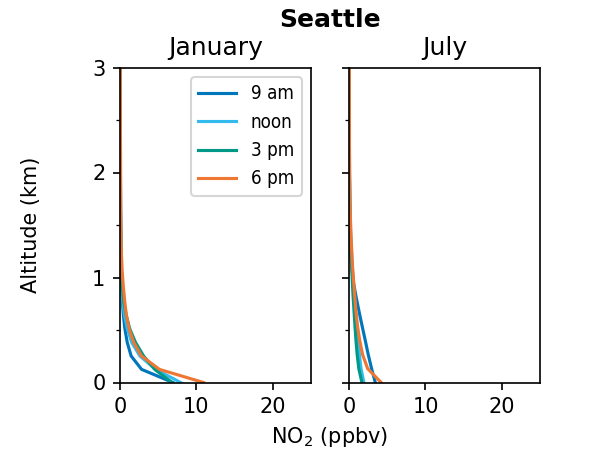 Seattle
January July
9 am
noon
3 pm
6 pm
Altitude (km)
3
2
1
0
0 10 20 0 10 20
NO₂ (ppbv)